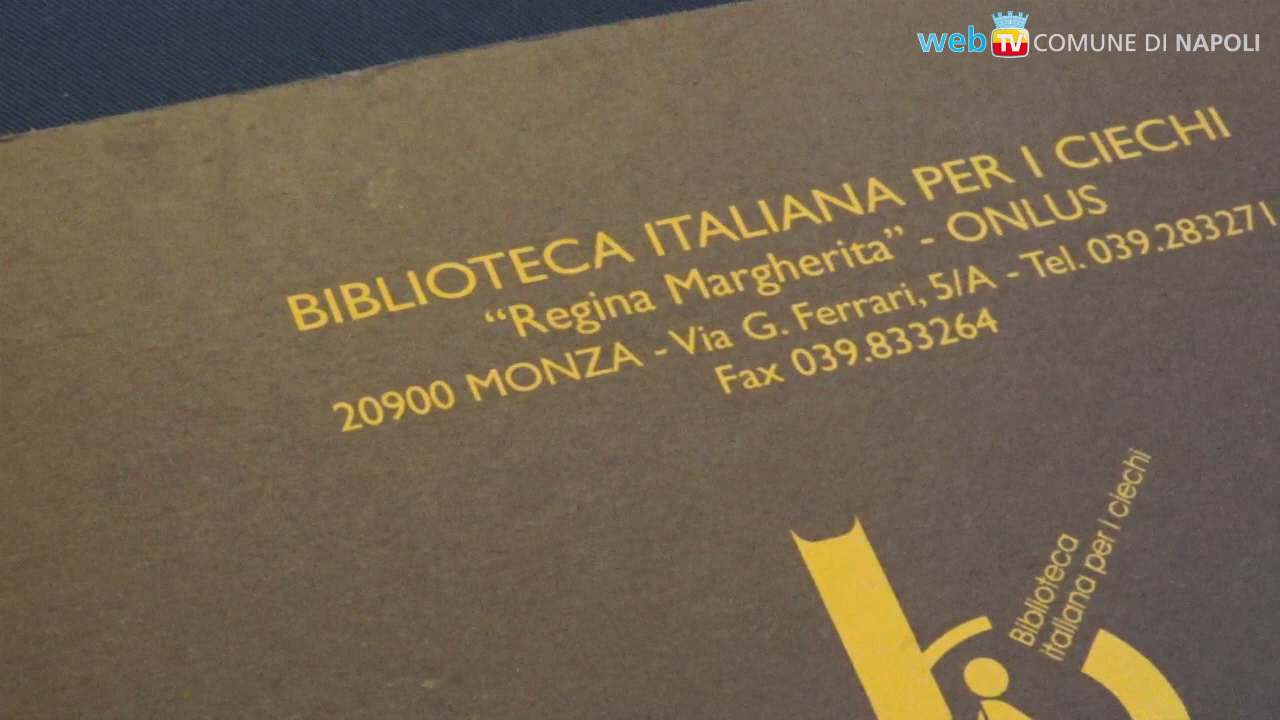 web TV COMUNE DI NAPOLI
BIBLIOTECA ITALIANA PER I CIECHI
“Regina Margherita” - ONLUS
20900 MONZA - Via G. Ferrari, 5/A - Tel. 039.283271
Fax 039.833264
Biblioteca
italiana per i ciechi